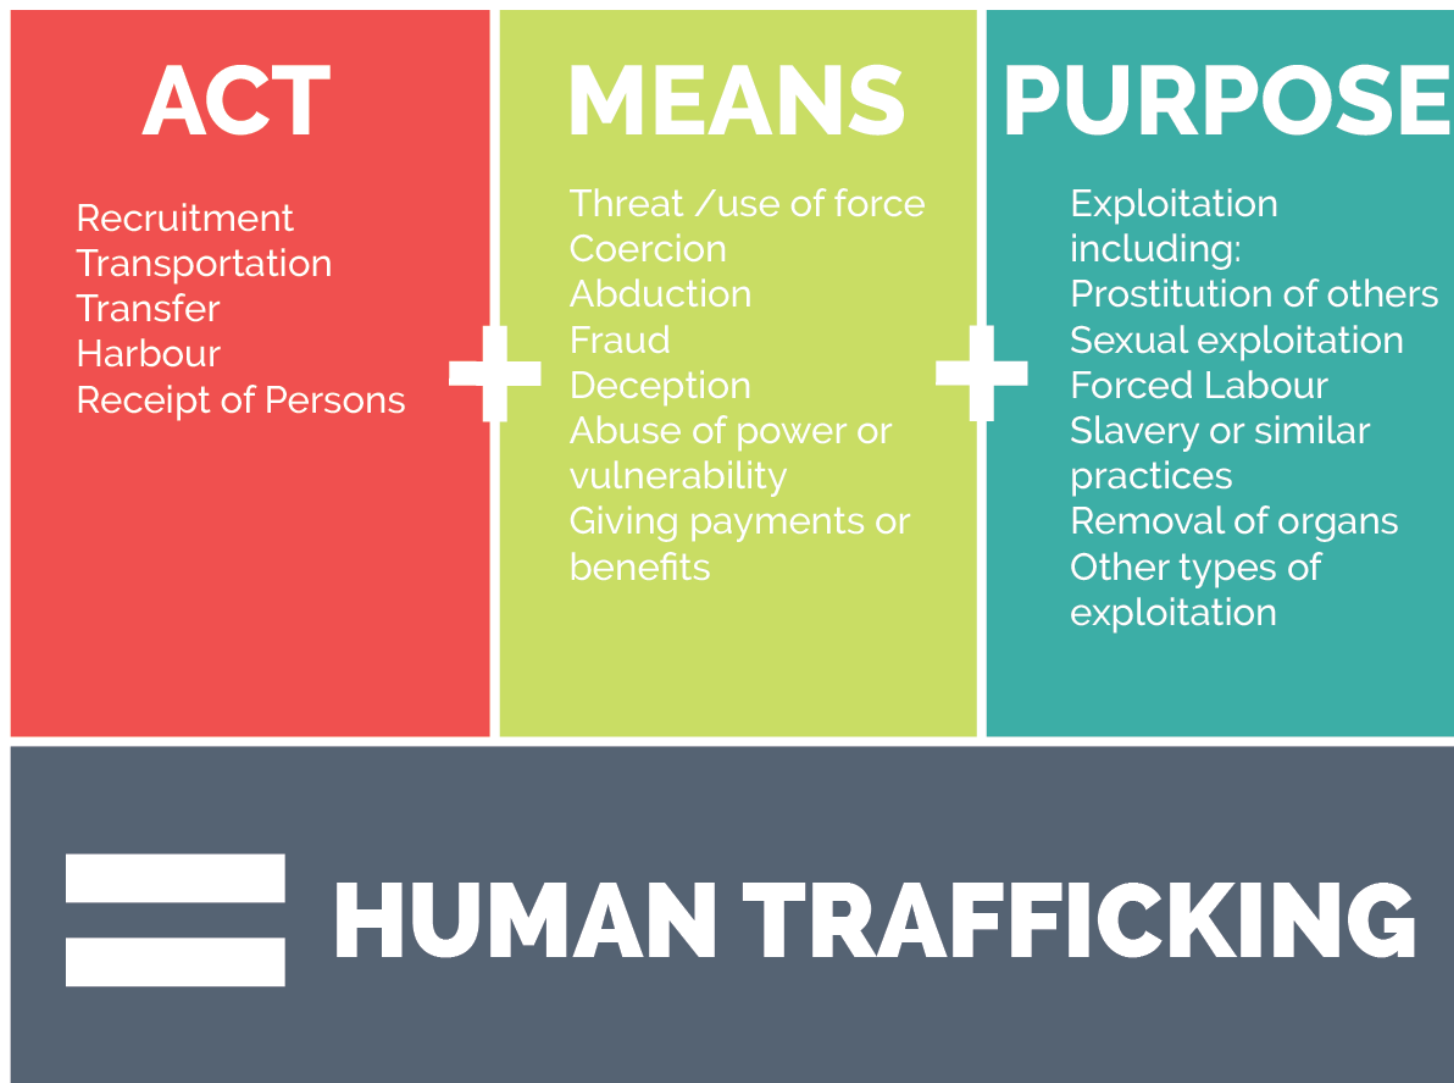 ACT
Recruitment
Transportation
Transfer
Harbour
Receipt of Persons
MEANS
Threat /use of force
Coercion
Abduction
Fraud
Deception
Abuse of power or
vulnerability
Giving payments or
benefits
PURPOSE
Exploitation
including:
Prostitution of others
Sexual exploitation
Forced Labour
Slavery or similar
practices
Removal of organs
Other types of
exploitation
HUMAN TRAFFICKING